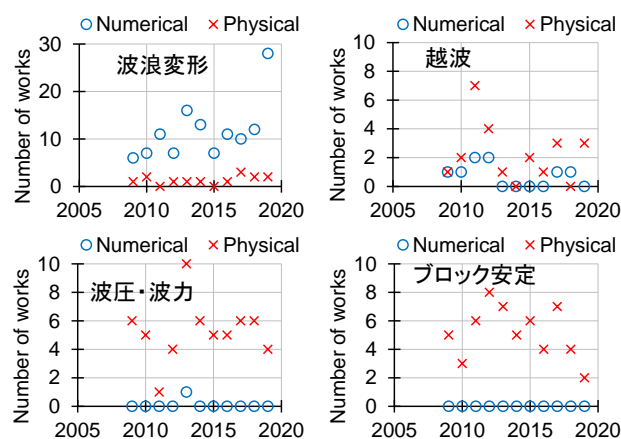 Numerical Physical
波浪変形
Number of works
30
20
10
0
2005 2010 2015 2020
Numerical Physical
越波
Number of works
10
8
6
4
2
0
2005 2010 2015 2020
Numerical Physical
波圧・波力
Number of works
10
8
6
4
2
0
2005 2010 2015 2020
Numerical Physical
ブロック安定
Number of works
10
8
6
4
2
0
2005 2010 2015 2020